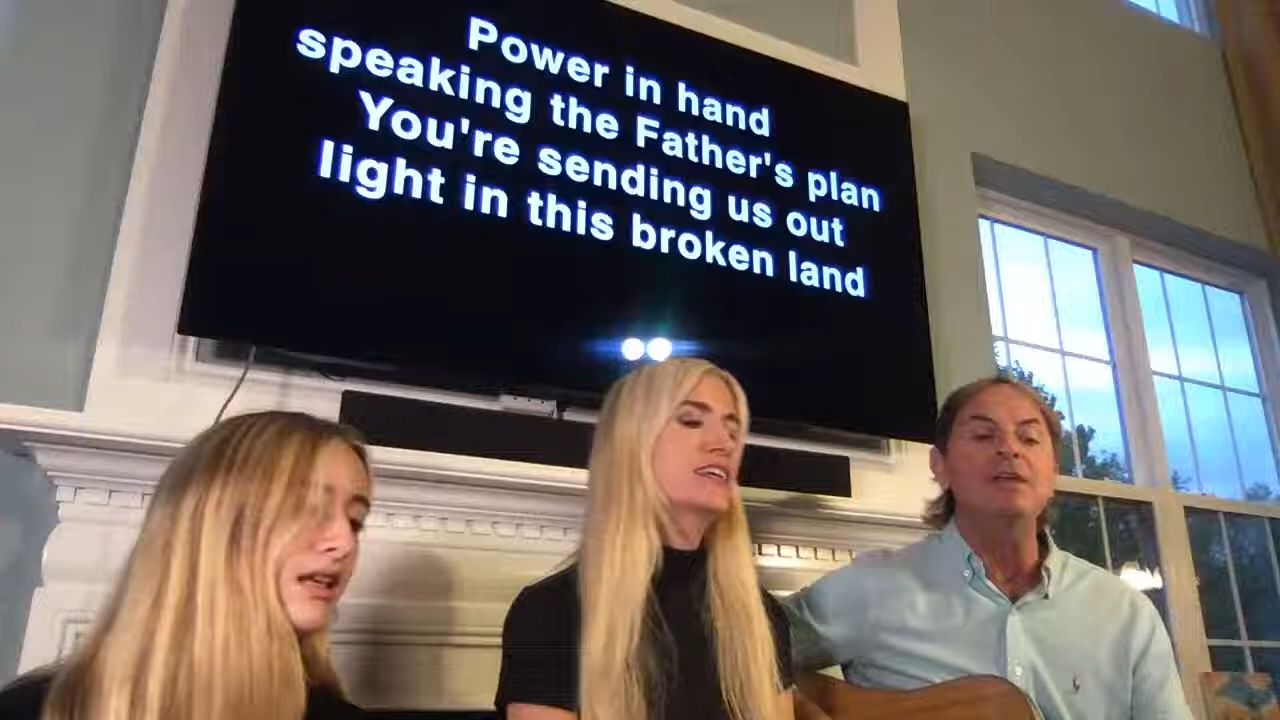 Power in hand
speaking the Father's plan
You're sending us out
light in this broken land